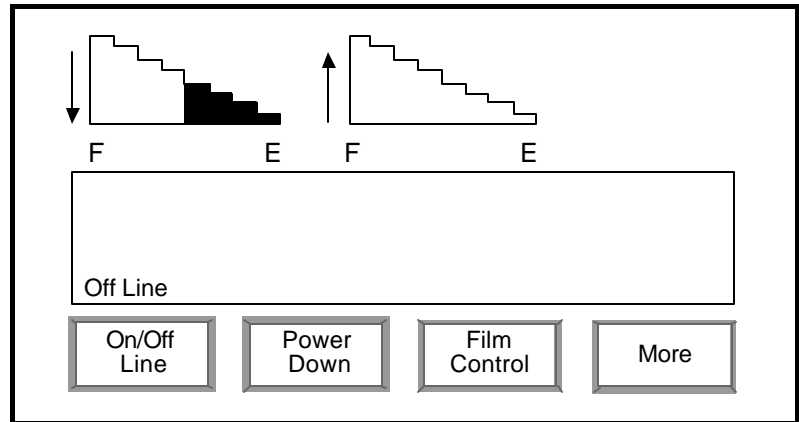 F E F E
Off Line
On/Off
Line
Power
Down
Film
Control
More